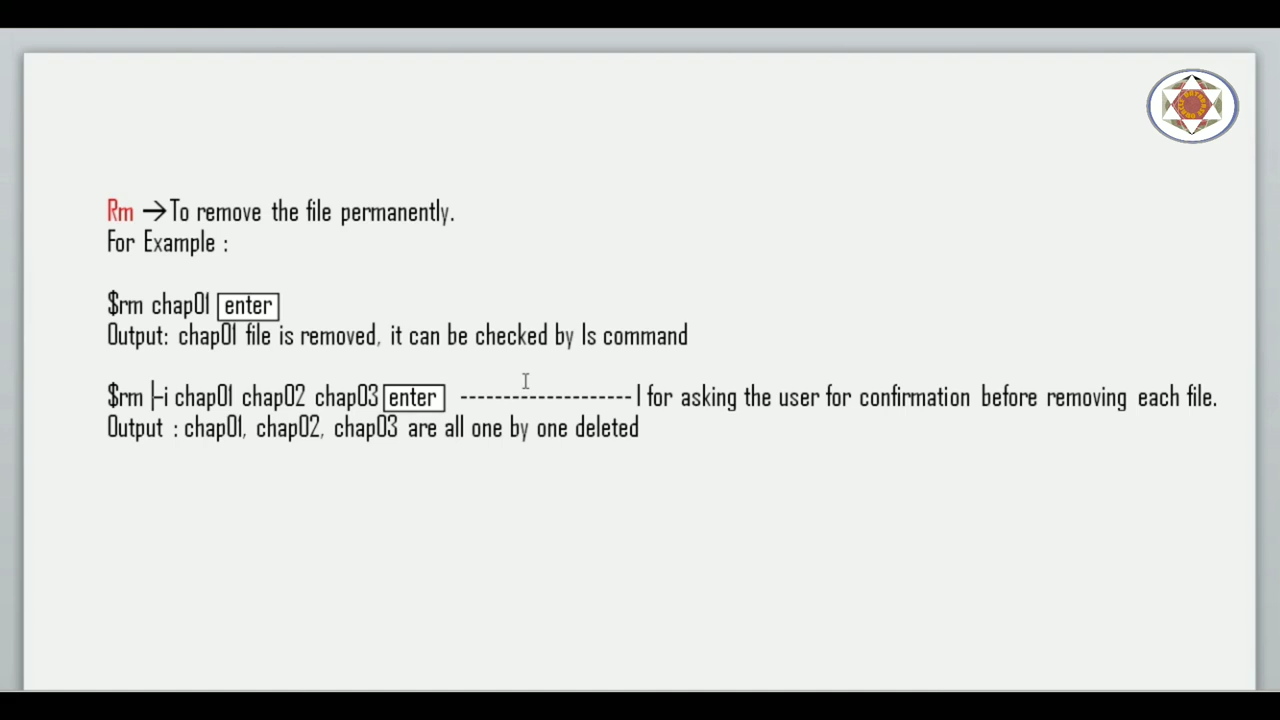 Rm →To remove the file permanently.
For Example :
$rm chap01 enter
Output: chap01 file is removed, it can be checked by ls command
$rm -i chap01 chap02 chap03 enter --------------------I for asking the user for confirmation before removing each file.
Output : chap01, chap02, chap03 are all one by one deleted